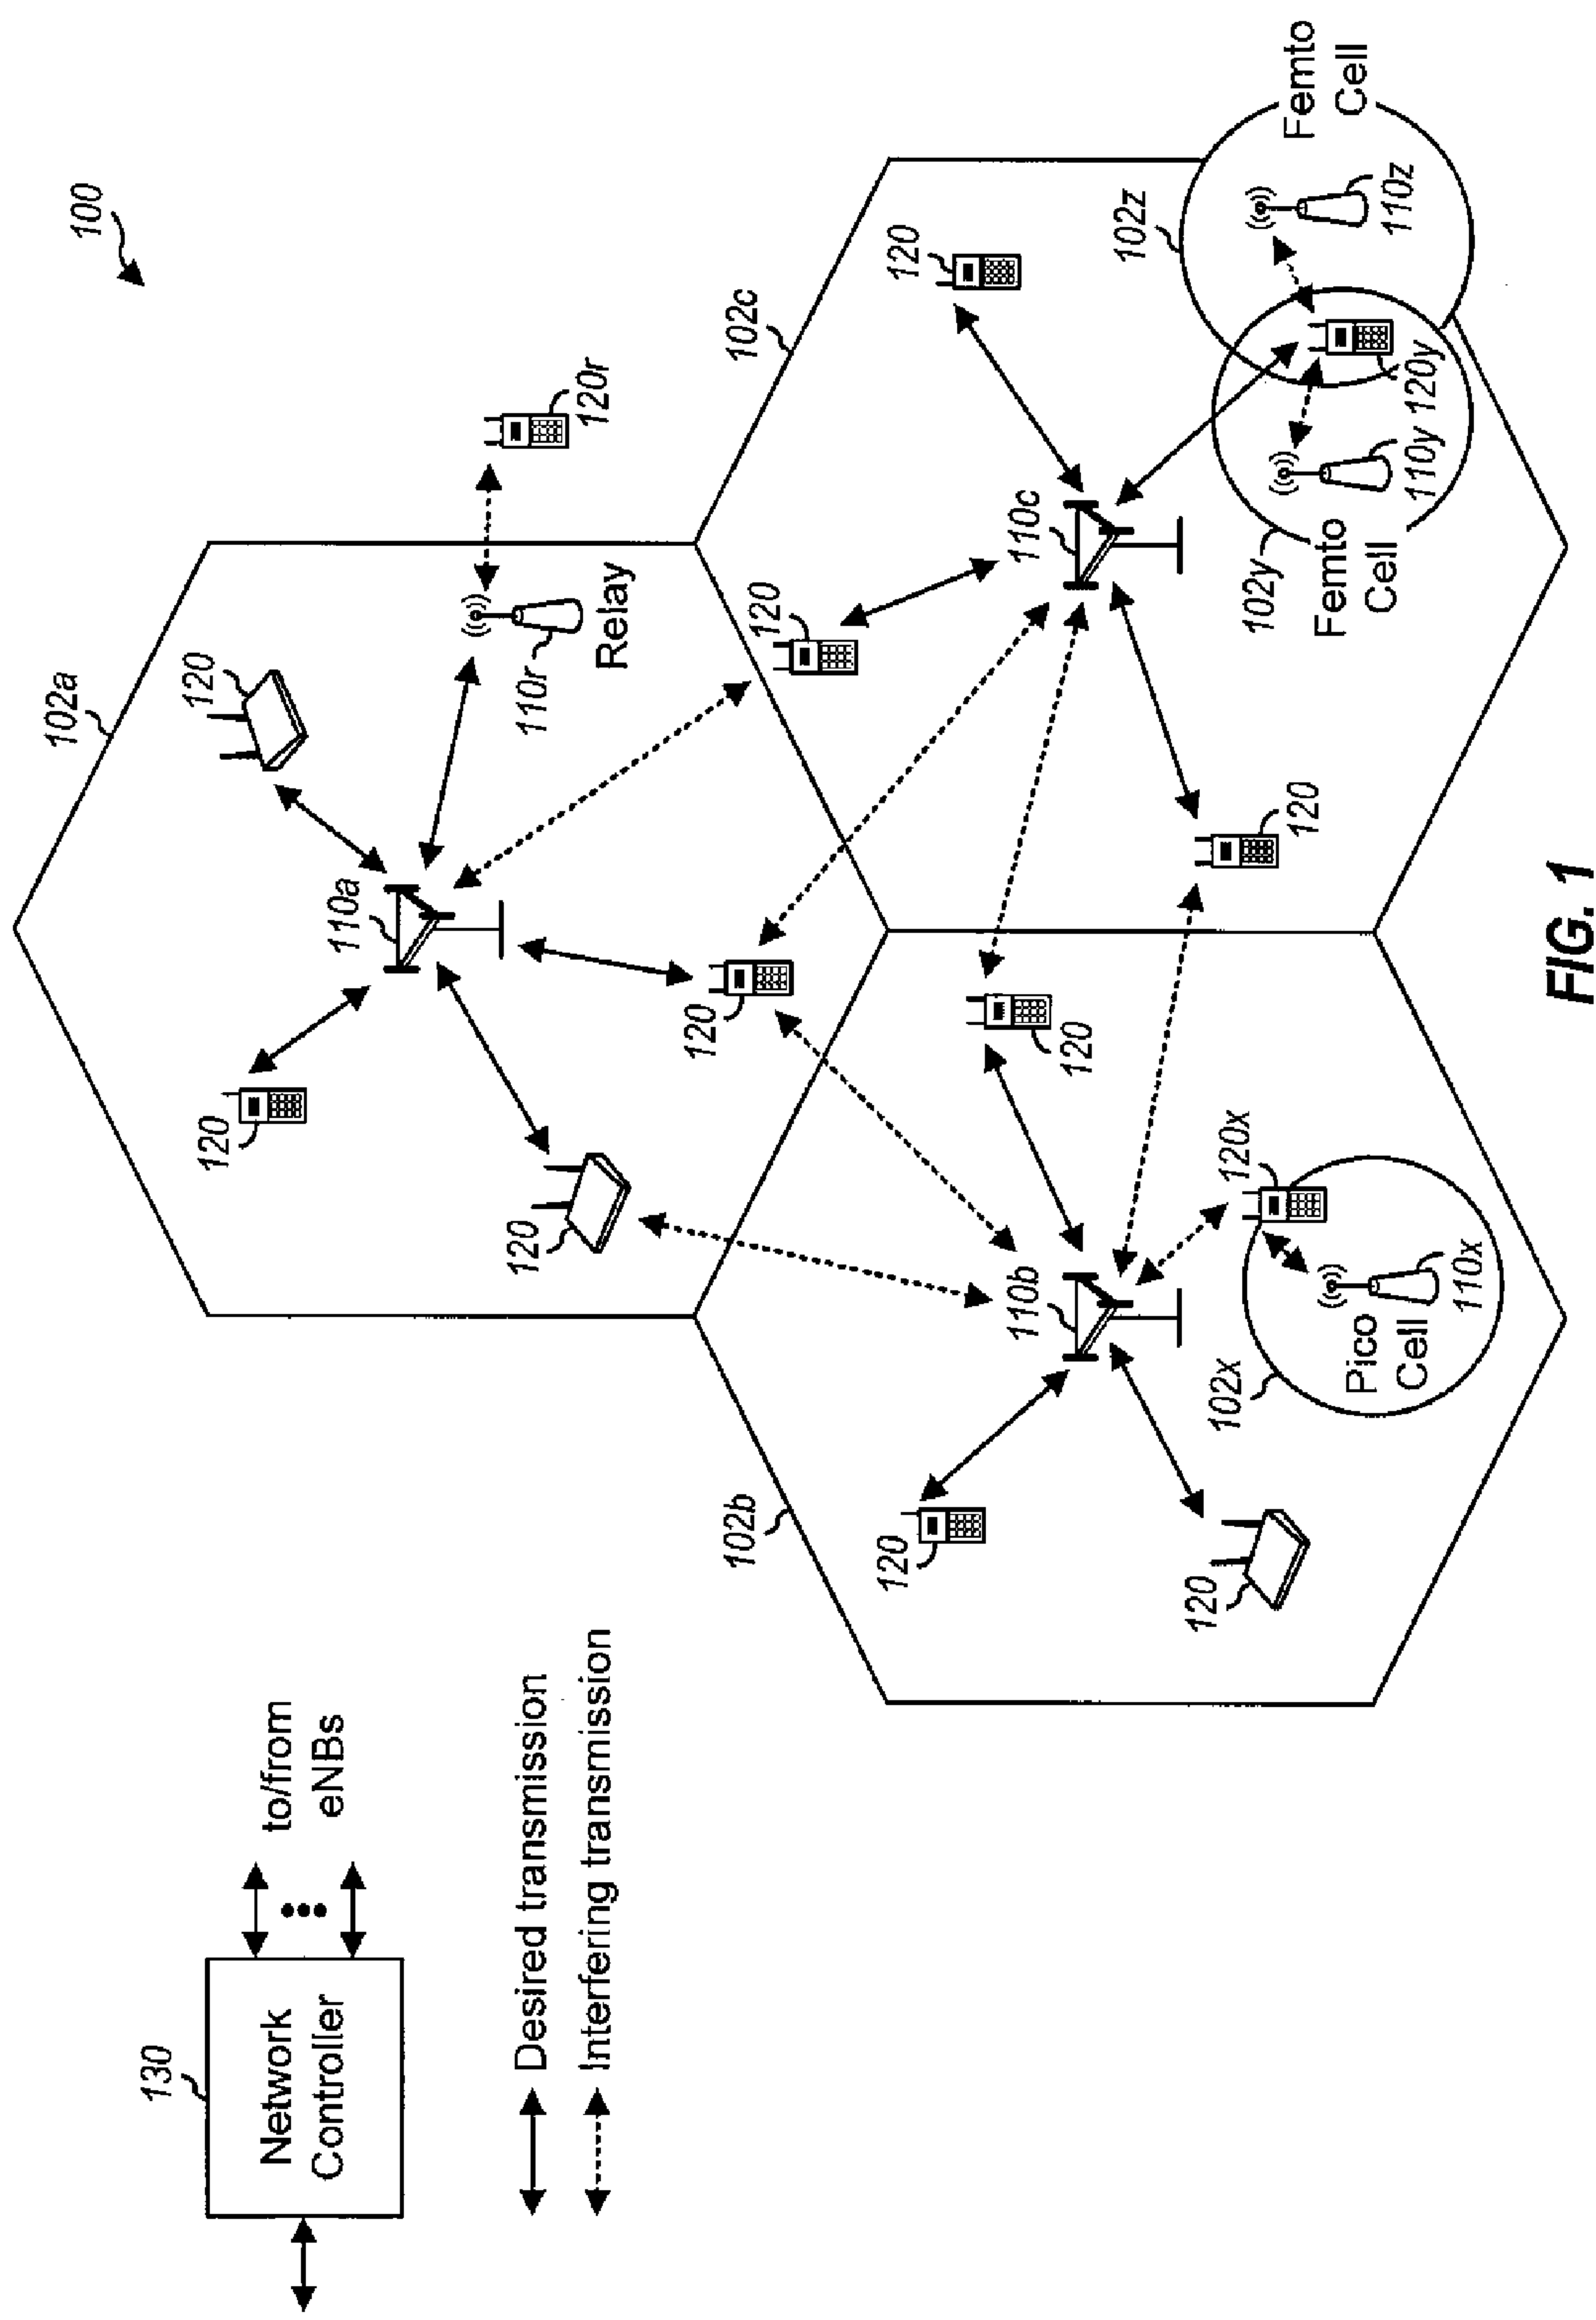 100
130
Network
Controller
to/from
eNBs
Desired transmission
Interfering transmission
102a
120
120
110a
120
120
110r
Relay
120r
102b
120
120
110b
120
120x
102x
Pico
Cell
110x
102c
120
120
110c
120
102y
Femto
Cell
110y
120y
102z
110z
Femto
Cell
FIG. 1